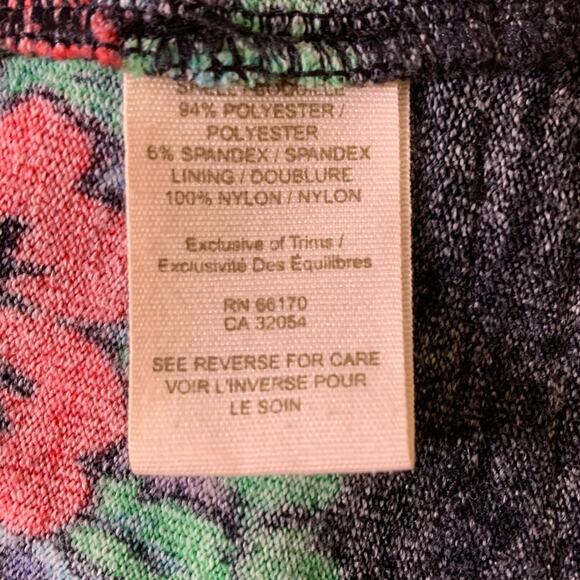 94% POLYESTER /
POLYESTER
6% SPANDEX / SPANDEX
LINING / DOUBLURE
100% NYLON / NYLON
Exclusive of Trims /
Exclusivité Des Équilibres
RN 66170
CA 32054
SEE REVERSE FOR CARE
VOIR L'INVERSE POUR
LE SOIN